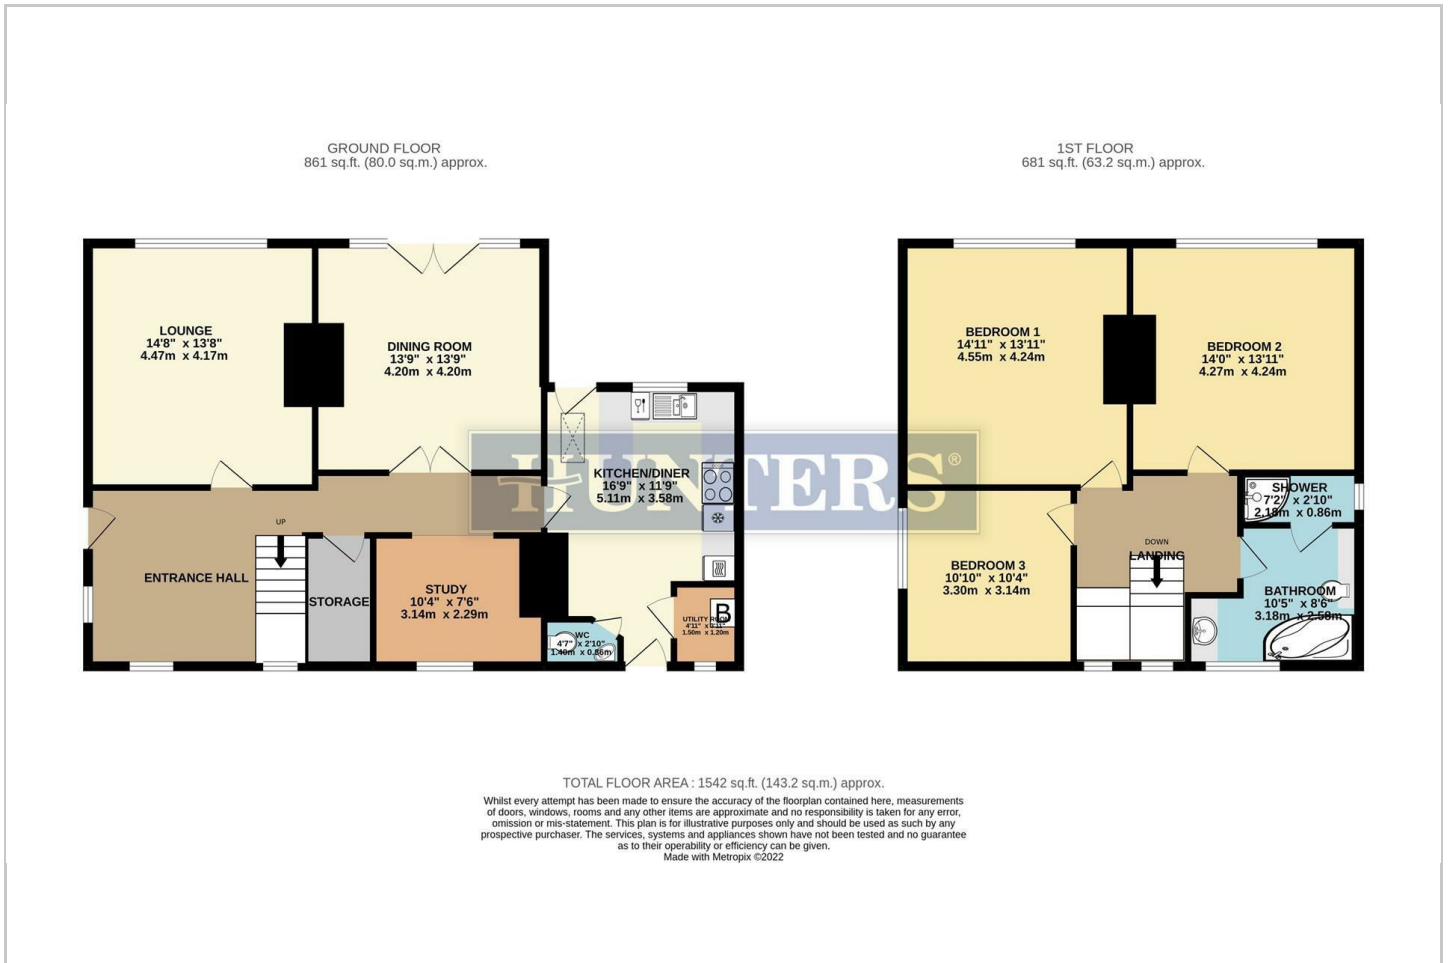 GROUND FLOOR
861 sq.ft. (80.0 sq.m.) approx.
1ST FLOOR
681 sq.ft. (63.2 sq.m.) approx.
LOUNGE
14'8" x 13'8"
4.47m x 4.17m
DINING ROOM
13'9" x 13'9"
4.20m x 4.20m
KITCHEN/DINER
16'9" x 11'9"
5.11m x 3.58m
UP
ENTRANCE HALL
STORAGE
STUDY
10'4" x 7'6"
3.14m x 2.29m
WC
4'7" x 2'10"
1.40m x 0.86m
UTILITY ROOM
4'11" x 3'11"
1.50m x 1.20m
B
BEDROOM 1
14'11" x 13'11"
4.55m x 4.24m
BEDROOM 2
14'0" x 13'11"
4.27m x 4.24m
SHOWER
7'2" x 2'10"
2.18m x 0.86m
DOWN
LANDING
BEDROOM 3
10'10" x 10'4"
3.30m x 3.14m
BATHROOM
10'5" x 8'6"
3.18m x 2.58m
HUNTERS®
TOTAL FLOOR AREA : 1542 sq.ft. (143.2 sq.m.) approx.
Whilst every attempt has been made to ensure the accuracy of the floorplan contained here, measurements
of doors, windows, rooms and any other items are approximate and no responsibility is taken for any error,
omission or mis-statement. This plan is for illustrative purposes only and should be used as such by any
prospective purchaser. The services, systems and appliances shown have not been tested and no guarantee
as to their operability or efficiency can be given.
Made with Metropix ©2022